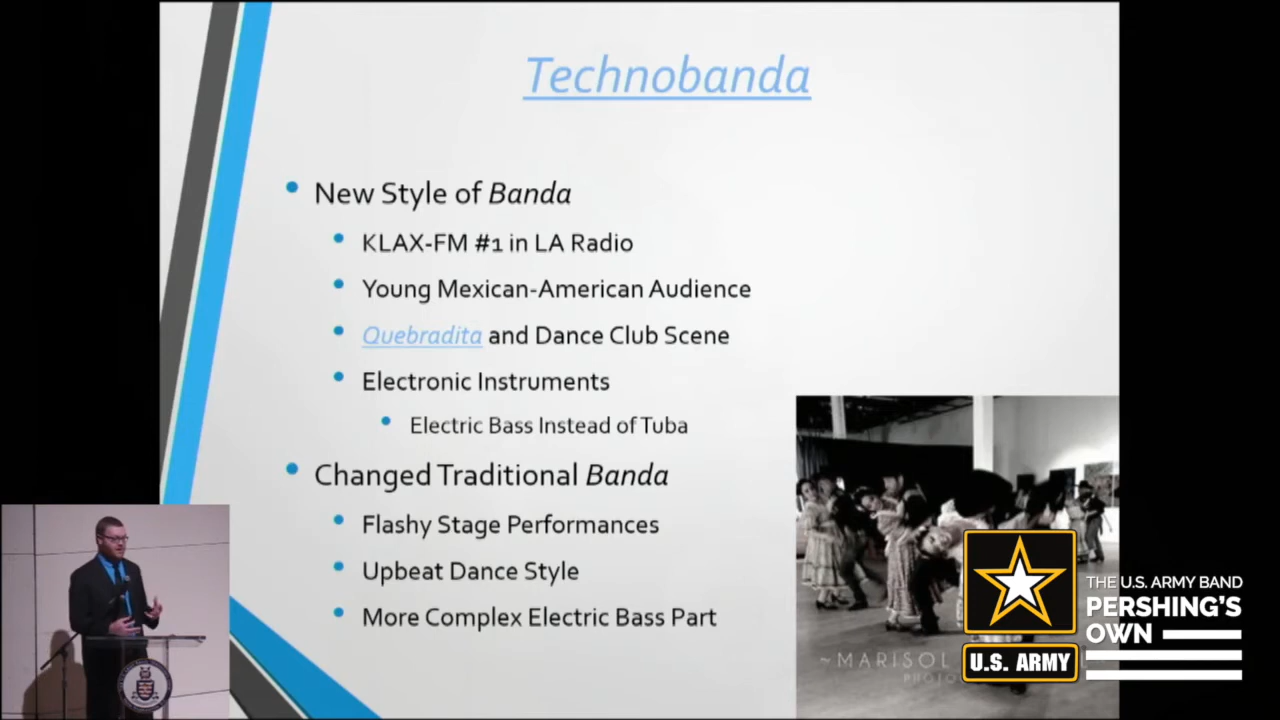 Technobanda
New Style of Banda
KLAX-FM #1 in LA Radio
Young Mexican-American Audience
Quebradita and Dance Club Scene
Electronic Instruments
Electric Bass Instead of Tuba
Changed Traditional Banda
Flashy Stage Performances
Upbeat Dance Style
More Complex Electric Bass Part
~MARISOL
THE U.S. ARMY BAND
PERSHING'S
OWN
U.S. ARMY